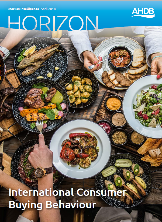 AHDB
HORIZON
International Consumer
Buying Behaviour